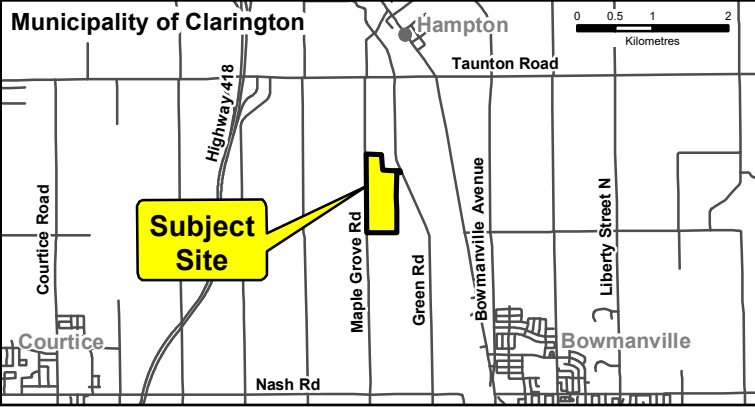 Municipality of Clarington
Hampton
0 0.5 1 2
Kilometres
Taunton Road
Highway 418
Subject
Site
Courtice Road
Maple Grove Rd
Green Rd
Bowmanville Avenue
Liberty Street N
Courtice
Bowmanville
Nash Rd